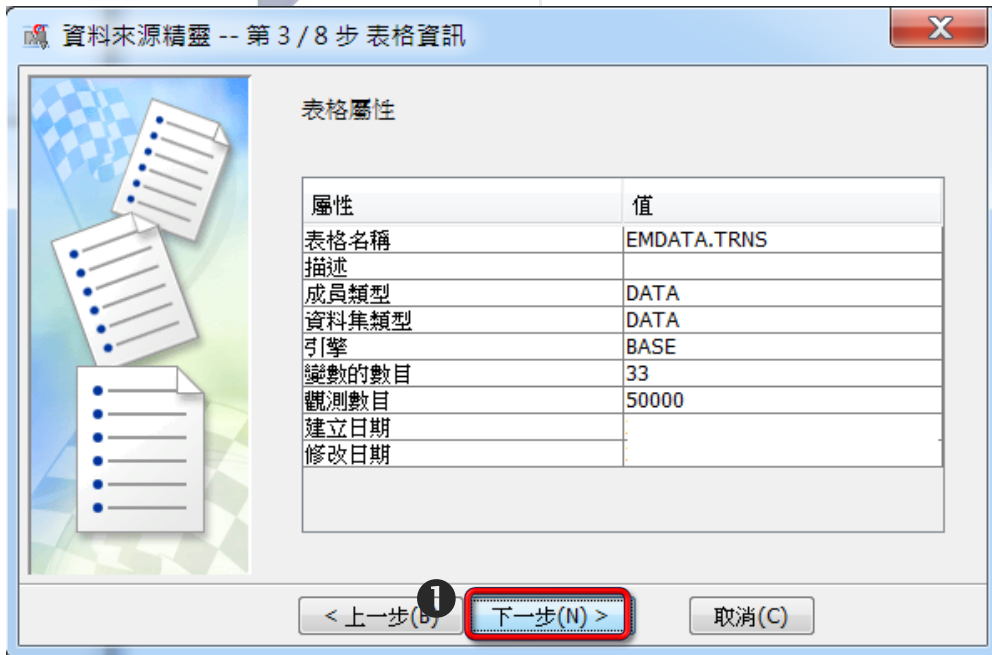 資料來源精靈 -- 第 3 / 8 步 表格資訊
表格屬性
屬性 值
表格名稱 EMDATA.TRNS
描述
成員類型 DATA
資料集類型 DATA
引擎 BASE
變數的數目 33
觀測數目 50000
建立日期
修改日期
< 上一步(B) 1 下一步(N) > 取消(C)